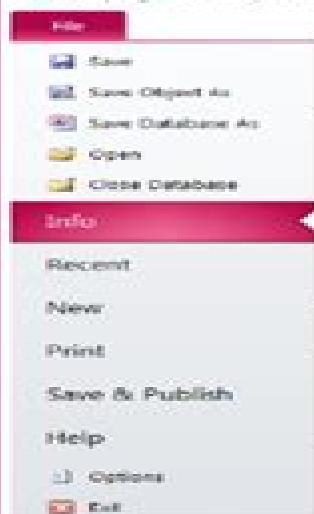 File
Save
Save Object As
Save Database As
Open
Close Database
Info
Recent
New
Print
Save & Publish
Help
Options
Exit